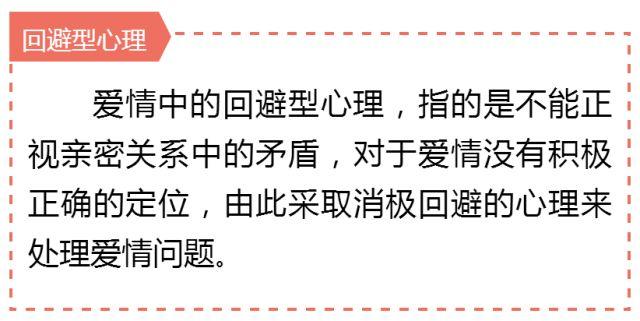 回避型心理
爱情中的回避型心理，指的是不能正
视亲密关系中的矛盾，对于爱情没有积极
正确的定位，由此采取消极回避的心理来
处理爱情问题。